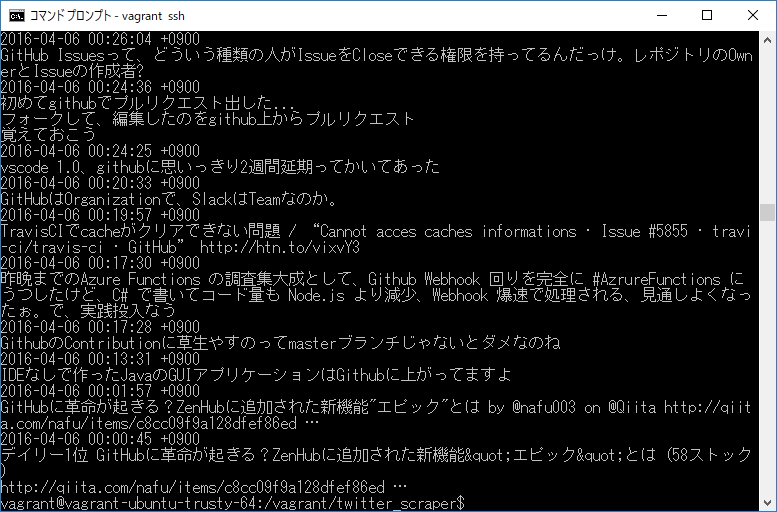 コマンド プロンプト - vagrant ssh
2016-04-06 00:26:04 +0900
GitHub Issuesって、どういう種類の人がIssueをCloseできる権限を持ってるんだっけ。レポジトリのOwn
erとIssueの作成者?
2016-04-06 00:24:36 +0900
初めてgithubでプルリクエスト出した...
フォークして、編集したのをgithub上からプルリクエスト
覚えておこう
2016-04-06 00:24:25 +0900
vscode 1.0、githubに思いっきり2週間延期ってかいてあった
2016-04-06 00:20:33 +0900
GitHubはOrganizationで、SlackはTeamなのか。
2016-04-06 00:19:57 +0900
TravisCIでcacheがクリアできない問題 / “Cannot acces caches informations · Issue #5855 · travi
s-ci/travis-ci · GitHub” http://htn.to/vixvY3
2016-04-06 00:17:30 +0900
昨晩までのAzure Functions の調査集大成として、Github Webhook 回りを完全に #AzrureFunctions に
うつしたけど、C# で書いてコード量も Node.js より減少、Webhook 爆速で処理される、見通しよくなっ
たぉ。で、実践投入なう
2016-04-06 00:17:28 +0900
GithubのContributionに草生やすのってmasterブランチじゃないとダメなのね
2016-04-06 00:13:31 +0900
IDEなしで作ったJavaのGUIアプリケーションはGithubに上がってますよ
2016-04-06 00:01:57 +0900
GitHubに革命が起きる？ZenHubに追加された新機能"エピック"とは by @nafu003 on @Qiita http://qiit
a.com/nafu/items/c8cc09f9a128dfef86ed …
2016-04-06 00:00:45 +0900
デイリー1位 GitHubに革命が起きる？ZenHubに追加された新機能&quot;エピック&quot;とは (58ストック
)
http://qiita.com/nafu/items/c8cc09f9a128dfef86ed …
vagrant@vagrant-ubuntu-trusty-64:/vagrant/twitter_scraper$